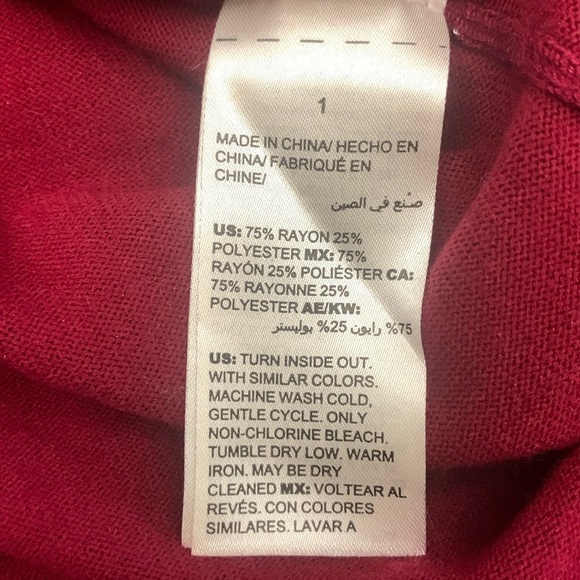 1
MADE IN CHINA/ HECHO EN
CHINA/ FABRIQUÉ EN
CHINE/
صنع في الصين
US: 75% RAYON 25%
POLYESTER MX: 75%
RAYÓN 25% POLIÉSTER CA:
75% RAYONNE 25%
POLYESTER AE/KW:
75% رايون 25% بوليستر
US: TURN INSIDE OUT.
WITH SIMILAR COLORS.
MACHINE WASH COLD,
GENTLE CYCLE. ONLY
NON-CHLORINE BLEACH.
TUMBLE DRY LOW. WARM
IRON. MAY BE DRY
CLEANED MX: VOLTEAR AL
REVÉS. CON COLORES
SIMILARES. LAVAR A